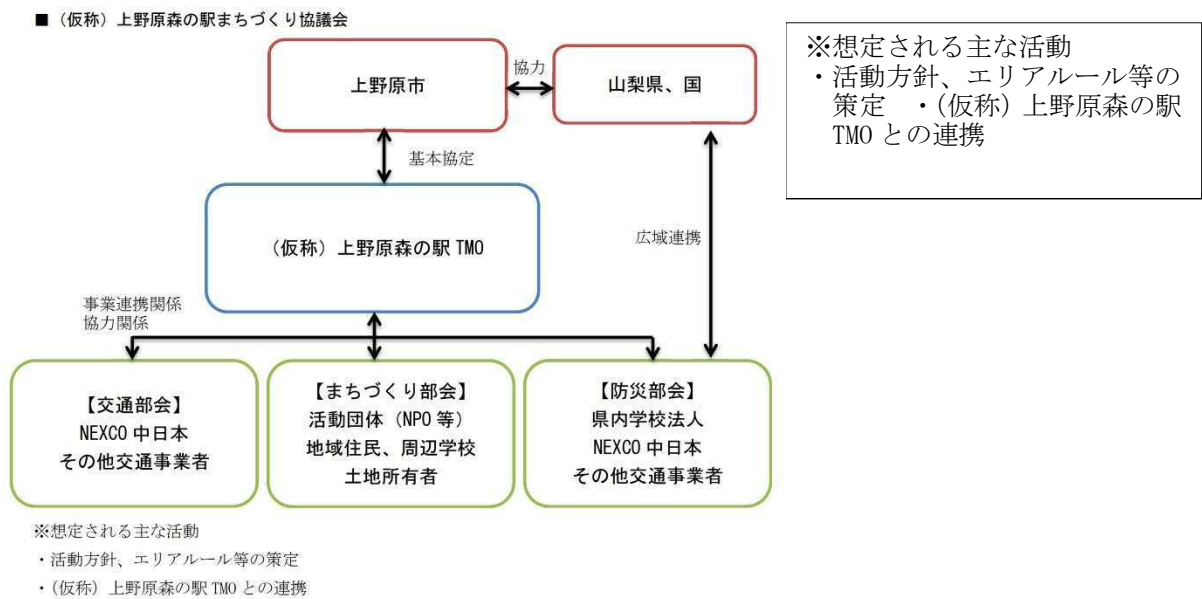 ■（仮称）上野原森の駅まちづくり協議会
上野原市
協力
山梨県、国
※想定される主な活動
・活動方針、エリアルール等の
策定　・(仮称) 上野原森の駅
TMO との連携
基本協定
（仮称）上野原森の駅 TMO
広域連携
事業連携関係
協力関係
【交通部会】
NEXCO 中日本
その他交通事業者
【まちづくり部会】
活動団体（NPO 等）
地域住民、周辺学校
土地所有者
【防災部会】
県内学校法人
NEXCO 中日本
その他交通事業者
※想定される主な活動
・活動方針、エリアルール等の策定
・(仮称) 上野原森の駅 TMO との連携